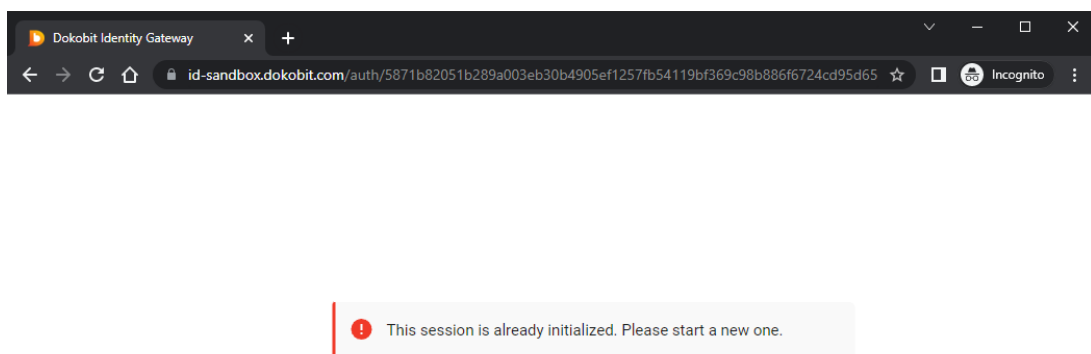 Dokobit Identity Gateway
id-sandbox.dokobit.com/auth/5871b82051b289a003eb30b4905ef1257fb54119bf369c98b886f6724cd95d65
Incognito
This session is already initialized. Please start a new one.